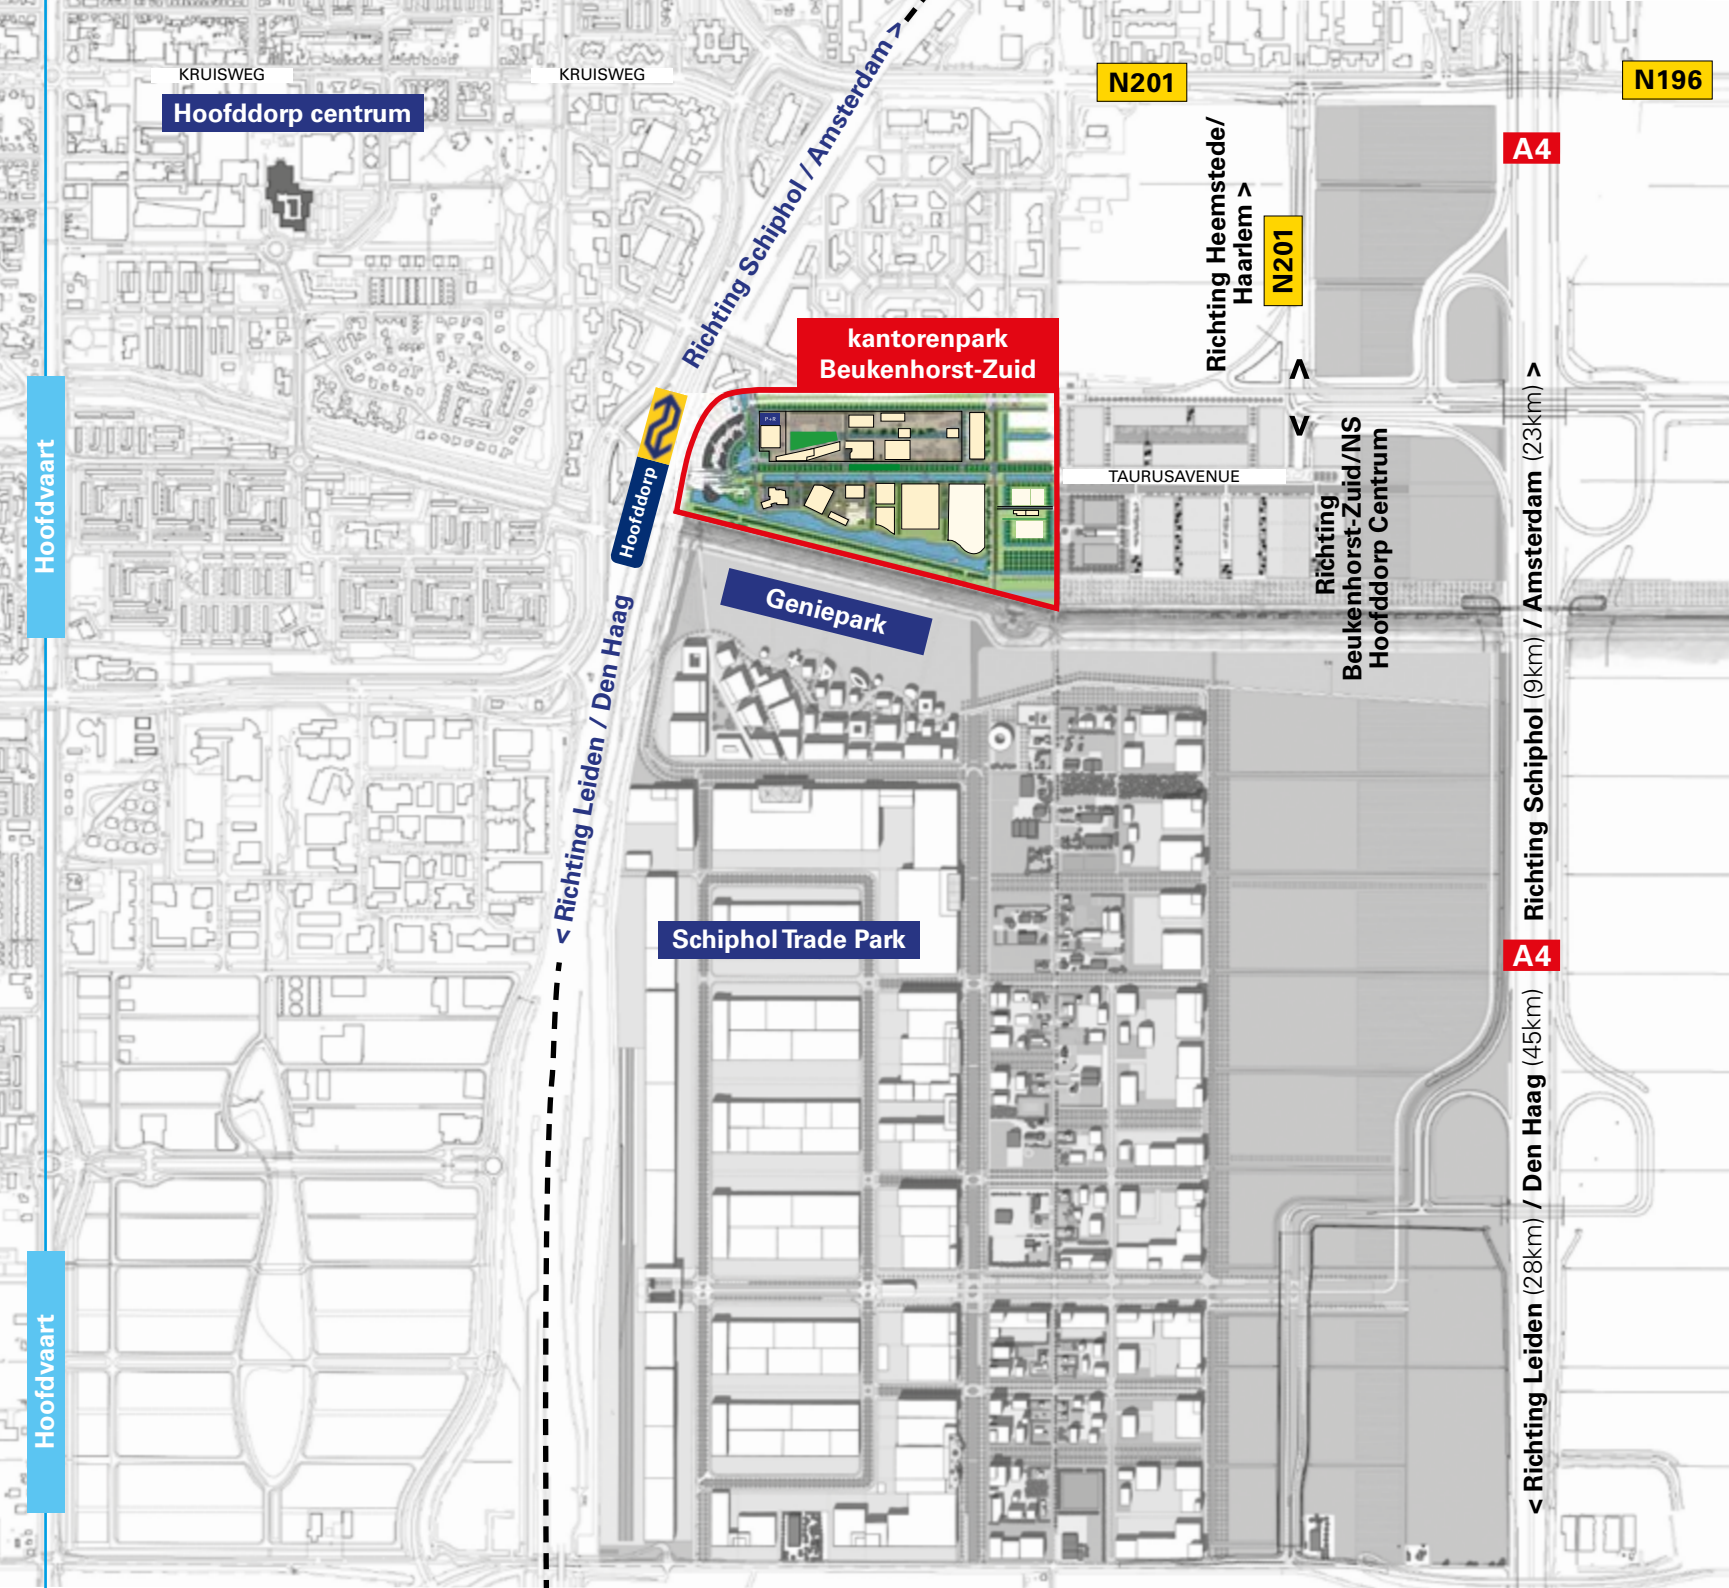 KRUISWEG
KRUISWEG
Hoofddorp centrum
N201
N196
A4
Richting Schiphol / Amsterdam >
Richting Heemstede/
Haarlem >
N201
kantorenpark
Beukenhorst-Zuid
P+R
< >
Hoofdvaart
Hoofddorp
TAURUSAVENUE
Richting
Beukenhorst-Zuid/NS
Hoofddorp Centrum
Richting Schiphol (9km) / Amsterdam (23km) >
Geniepark
< Richting Leiden / Den Haag
Schiphol Trade Park
A4
< Richting Leiden (28km) / Den Haag (45km)
Hoofdvaart